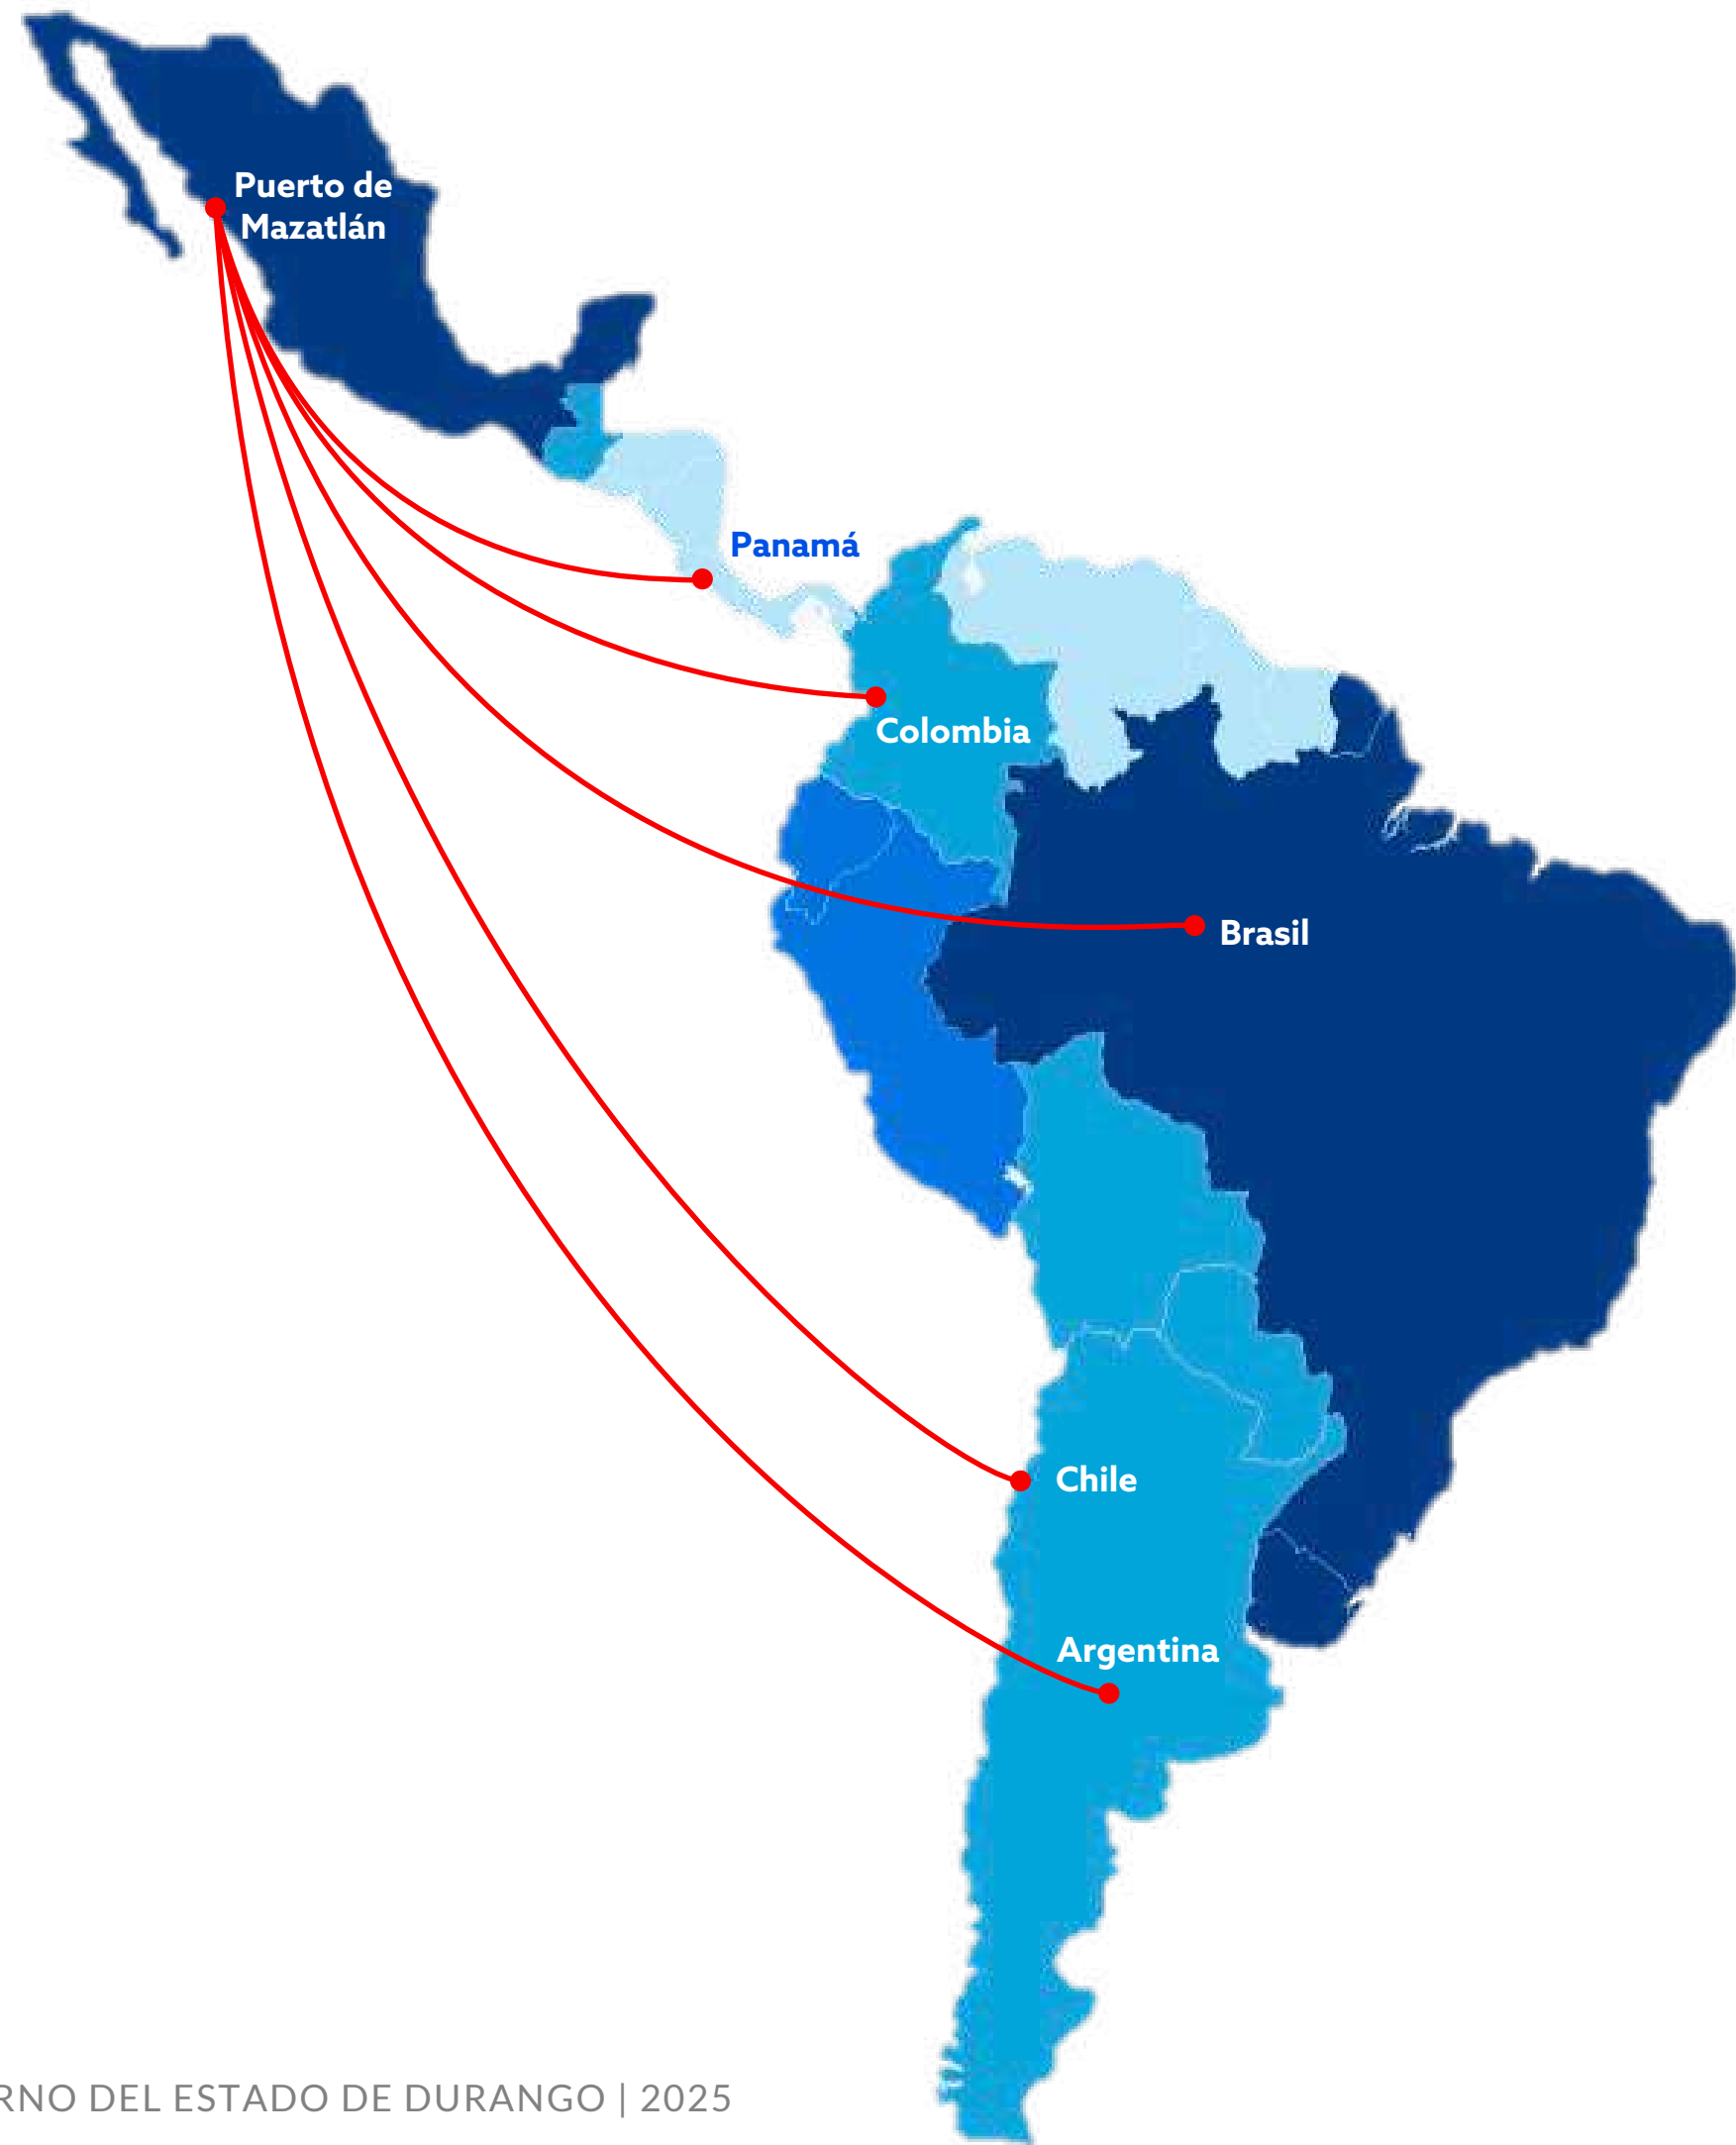 Puerto de
Mazatlán
Panamá
Colombia
Brasil
Chile
Argentina
RNO DEL ESTADO DE DURANGO | 2025